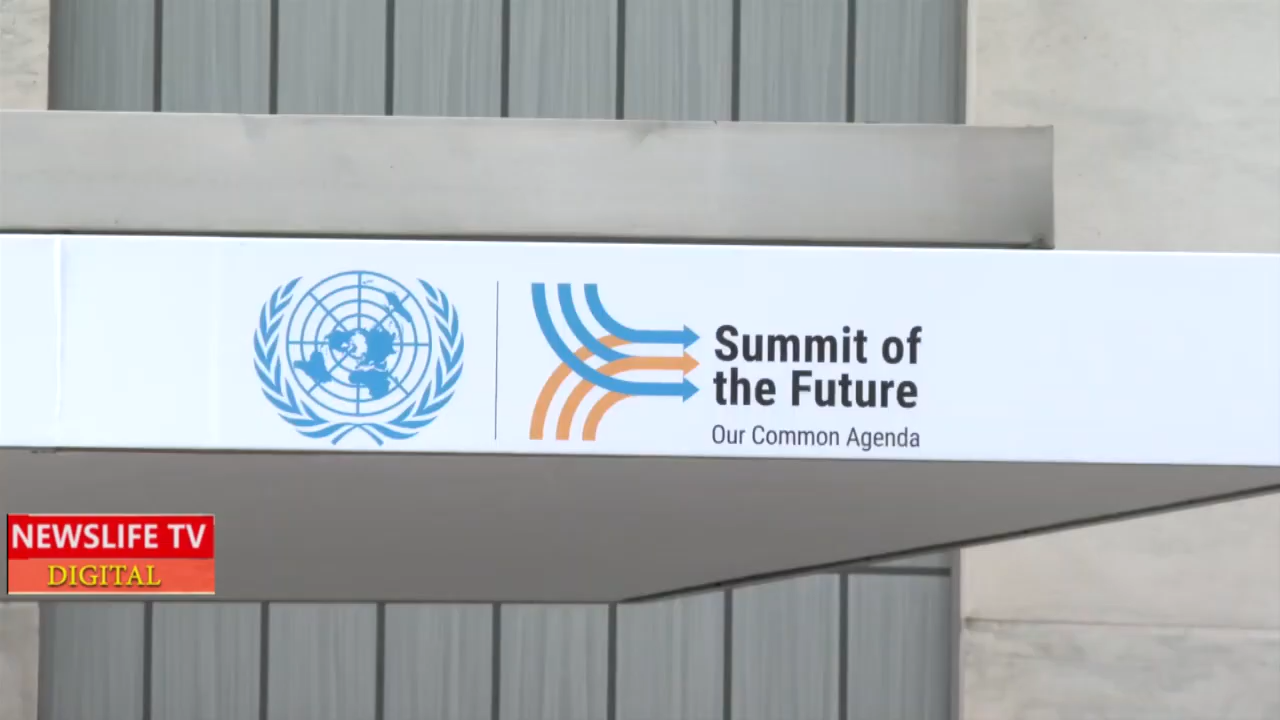 Summit of
the Future
Our Common Agenda
NEWSLIFE TV
DIGITAL